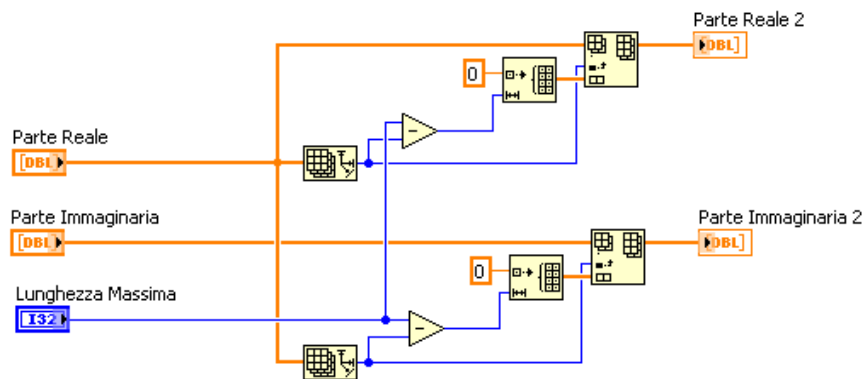 Parte Reale 2
DBL]
0
Parte Reale
[DBL
Parte Immaginaria
[DBL
Parte Immaginaria 2
DBL]
0
Lunghezza Massima
I32